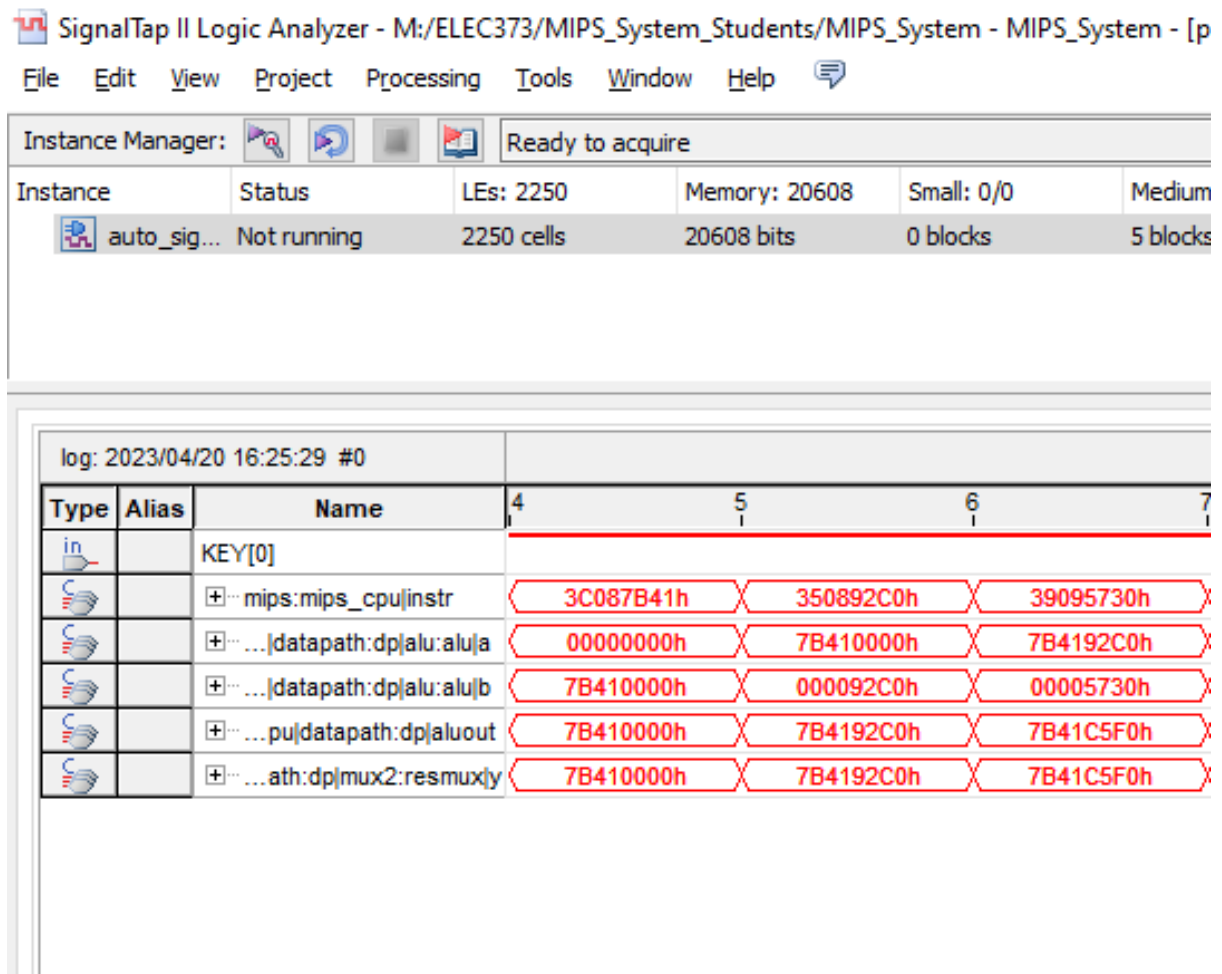 SignalTap II Logic Analyzer - M:/ELEC373/MIPS_System_Students/MIPS_System - MIPS_System - [p
File Edit View Project Processing Tools Window Help
Instance Manager: Ready to acquire
Instance Status LEs: 2250 Memory: 20608 Small: 0/0 Medium
auto_sig... Not running 2250 cells 20608 bits 0 blocks 5 blocks
log: 2023/04/20 16:25:29 #0
Type Alias Name 4 5 6 7
in KEY[0]
mips:mips_cpu|instr 3C087B41h 350892C0h 39095730h
...|datapath:dp|alu:alu|a 00000000h 7B410000h 7B4192C0h
...|datapath:dp|alu:alu|b 7B410000h 000092C0h 00005730h
...pu|datapath:dp|aluout 7B410000h 7B4192C0h 7B41C5F0h
...ath:dp|mux2:resmux|y 7B410000h 7B4192C0h 7B41C5F0h